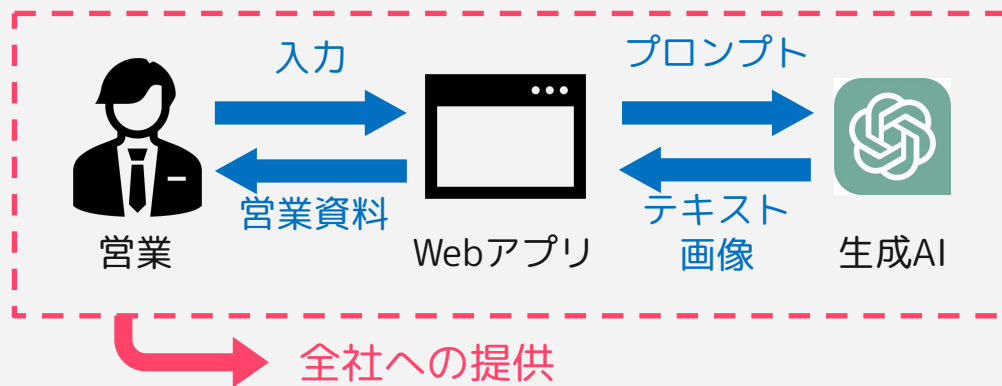 入力
プロンプト
営業資料
テキスト
画像
営業
Webアプリ
生成AI
全社への提供